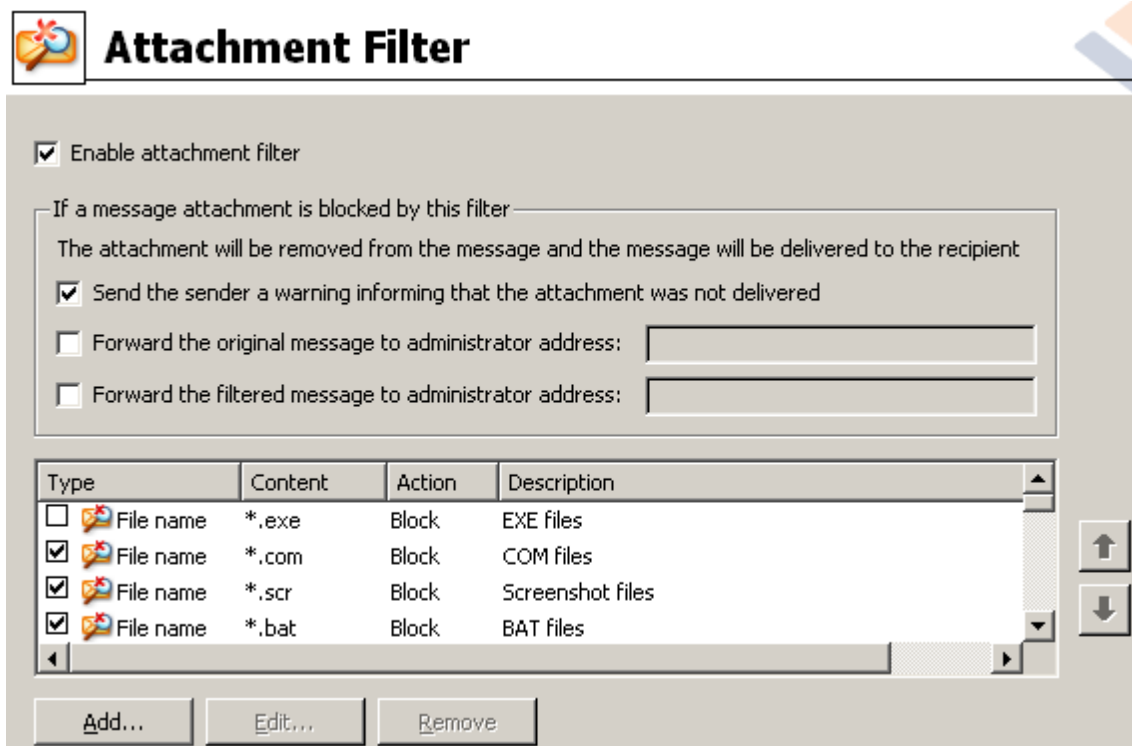 Attachment Filter
Enable attachment filter
If a message attachment is blocked by this filter
The attachment will be removed from the message and the message will be delivered to the recipient
Send the sender a warning informing that the attachment was not delivered
Forward the original message to administrator address:
Forward the filtered message to administrator address:
Type Content Action Description
File name *.exe Block EXE files
File name *.com Block COM files
File name *.scr Block Screenshot files
File name *.bat Block BAT files
Add... Edit... Remove